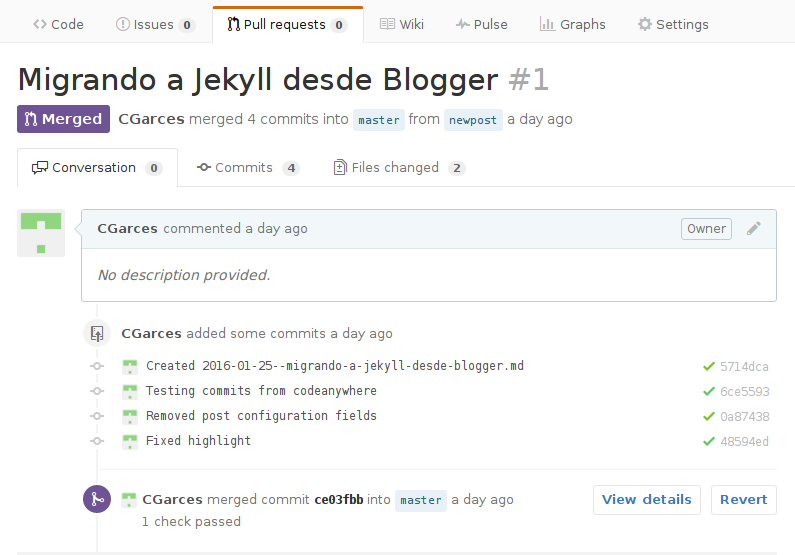 Code Issues 0 Pull requests 0 Wiki Pulse Graphs Settings
Migrando a Jekyll desde Blogger #1
Merged CGarces merged 4 commits into master from newpost a day ago
Conversation 0 Commits 4 Files changed 2
CGarces commented a day ago Owner
No description provided.
CGarces added some commits a day ago
Created 2016-01-25--migrando-a-jekyll-desde-blogger.md 5714dca
Testing commits from codeanywhere 6ce5593
Removed post configuration fields 0a87438
Fixed highlight 48594ed
CGarces merged commit ce03fbb into master a day ago View details Revert
1 check passed